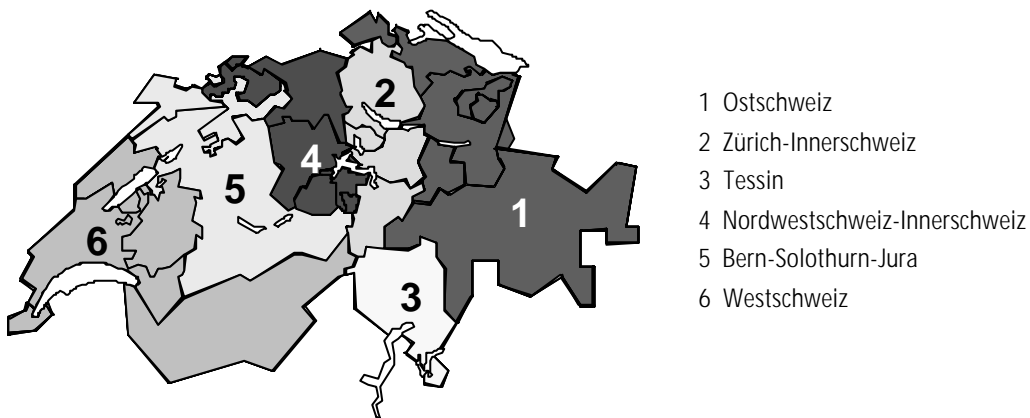 2
4
5
1
6
3
1 Ostschweiz
2 Zürich-Innerschweiz
3 Tessin
4 Nordwestschweiz-Innerschweiz
5 Bern-Solothurn-Jura
6 Westschweiz